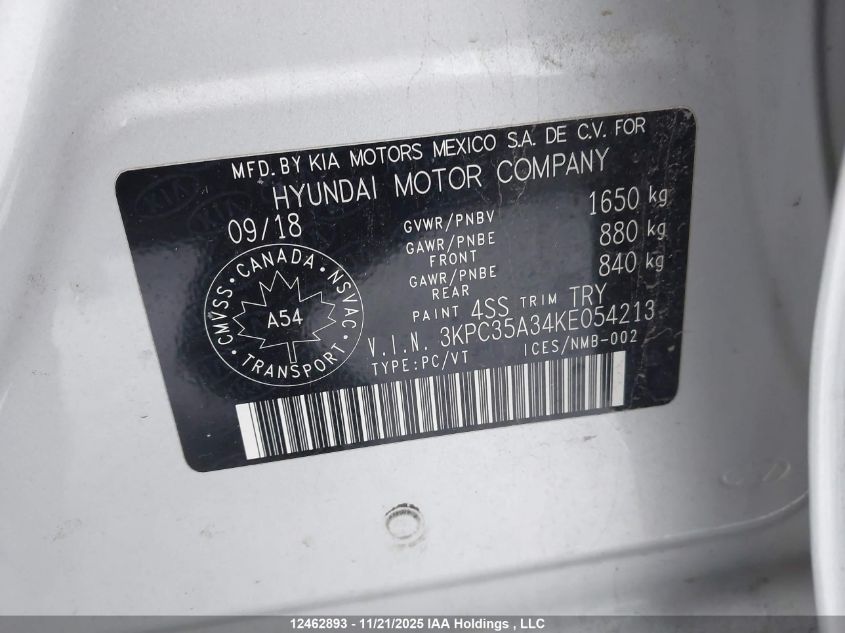 MFD. BY KIA MOTORS MEXICO S.A. DE C.V. FOR
HYUNDAI MOTOR COMPANY
09/18
GVWR/PNBV 1650 kg
GAWR/PNBE FRONT 880 kg
GAWR/PNBE REAR 840 kg
PAINT 4SS TRIM TRY
V.I.N. 3KPC35A34KE054213
TYPE:PC/VT ICES/NMB-002
CMVSS · CANADA · NSVAC · TRANSPORT ·
A54
KIA KIA
12462893 - 11/21/2025 IAA Holdings , LLC